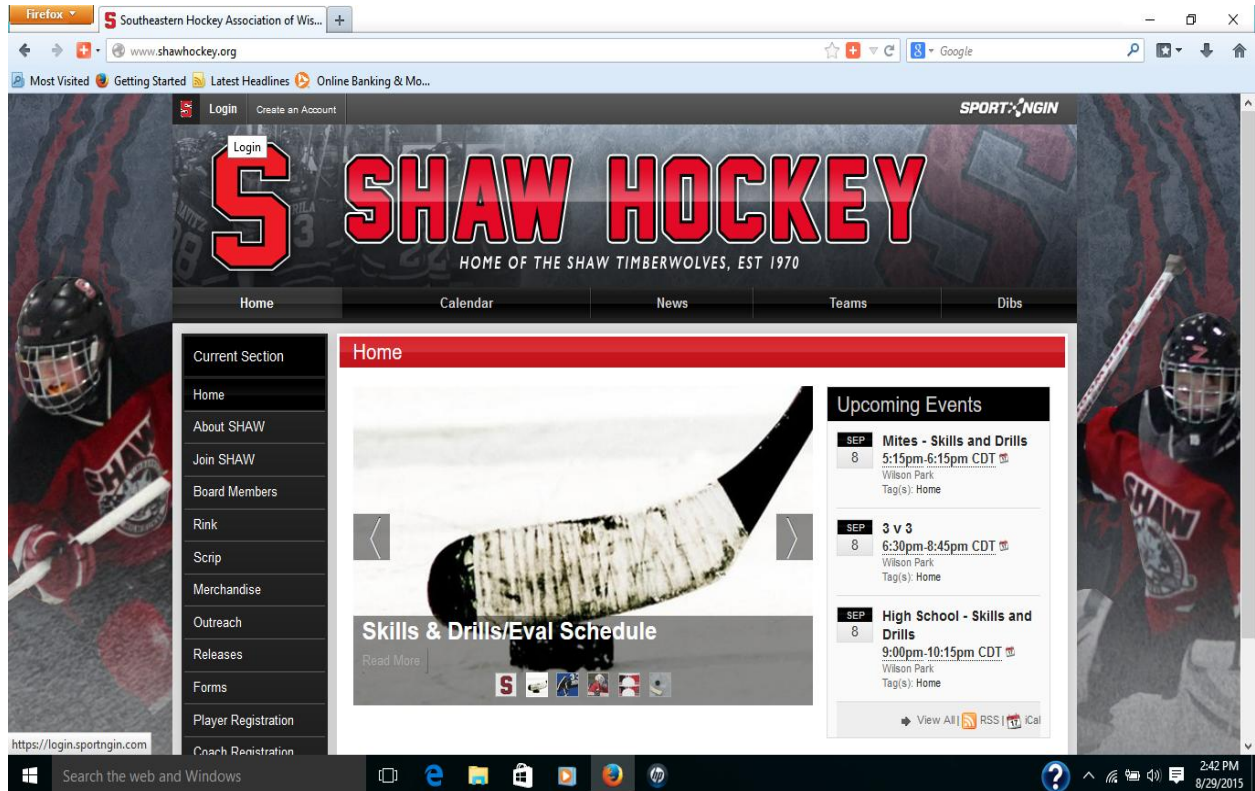 Firefox
Southeastern Hockey Association of Wis...
www.shawhockey.org
Google
Most Visited Getting Started Latest Headlines Online Banking & Mo...
Login Create an Account
SPORT NGIN
Login
S
SHAW HOCKEY
HOME OF THE SHAW TIMBERWOLVES, EST 1970
Home Calendar News Teams Dibs
Current Section
Home
About SHAW
Join SHAW
Board Members
Rink
Scrip
Merchandise
Outreach
Releases
Forms
Player Registration
Coach Registration
Home
Skills & Drills/Eval Schedule
Read More
Upcoming Events
SEP
8
Mites - Skills and Drills
5:15pm-6:15pm CDT
Wilson Park
Tag(s): Home
SEP
8
3 v 3
6:30pm-8:45pm CDT
Wilson Park
Tag(s): Home
SEP
8
High School - Skills and
Drills
9:00pm-10:15pm CDT
Wilson Park
Tag(s): Home
View All | RSS | iCal
SHAW
SHAW
https://login.sportngin.com
Search the web and Windows
2:42 PM
8/29/2015